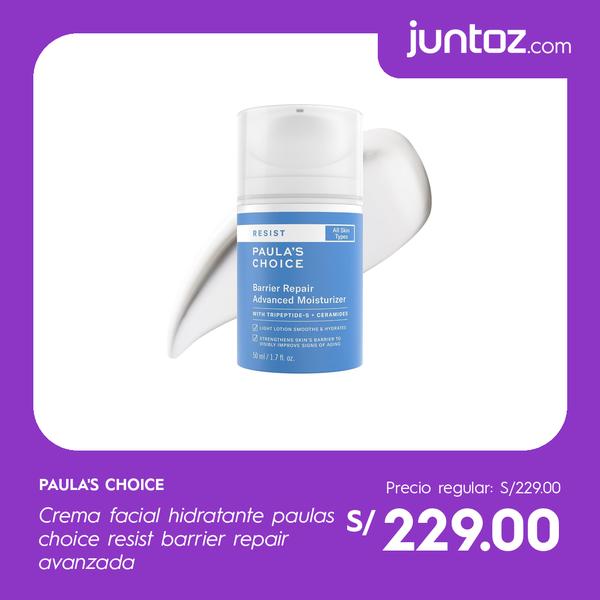 juntoz.com
RESIST
All Skin
Types
PAULA'S
CHOICE
Barrier Repair
Advanced Moisturizer
WITH TRIPEPTIDE-5 + CERAMIDES
LIGHT LOTION SMOOTHS & HYDRATES
STRENGTHENS SKIN'S BARRIER TO
VISIBLY IMPROVE SIGNS OF AGING
50 ml / 1.7 fl. oz.
PAULA'S CHOICE
Crema facial hidratante paulas
choice resist barrier repair
avanzada
Precio regular: S/229.00
S/ 229.00